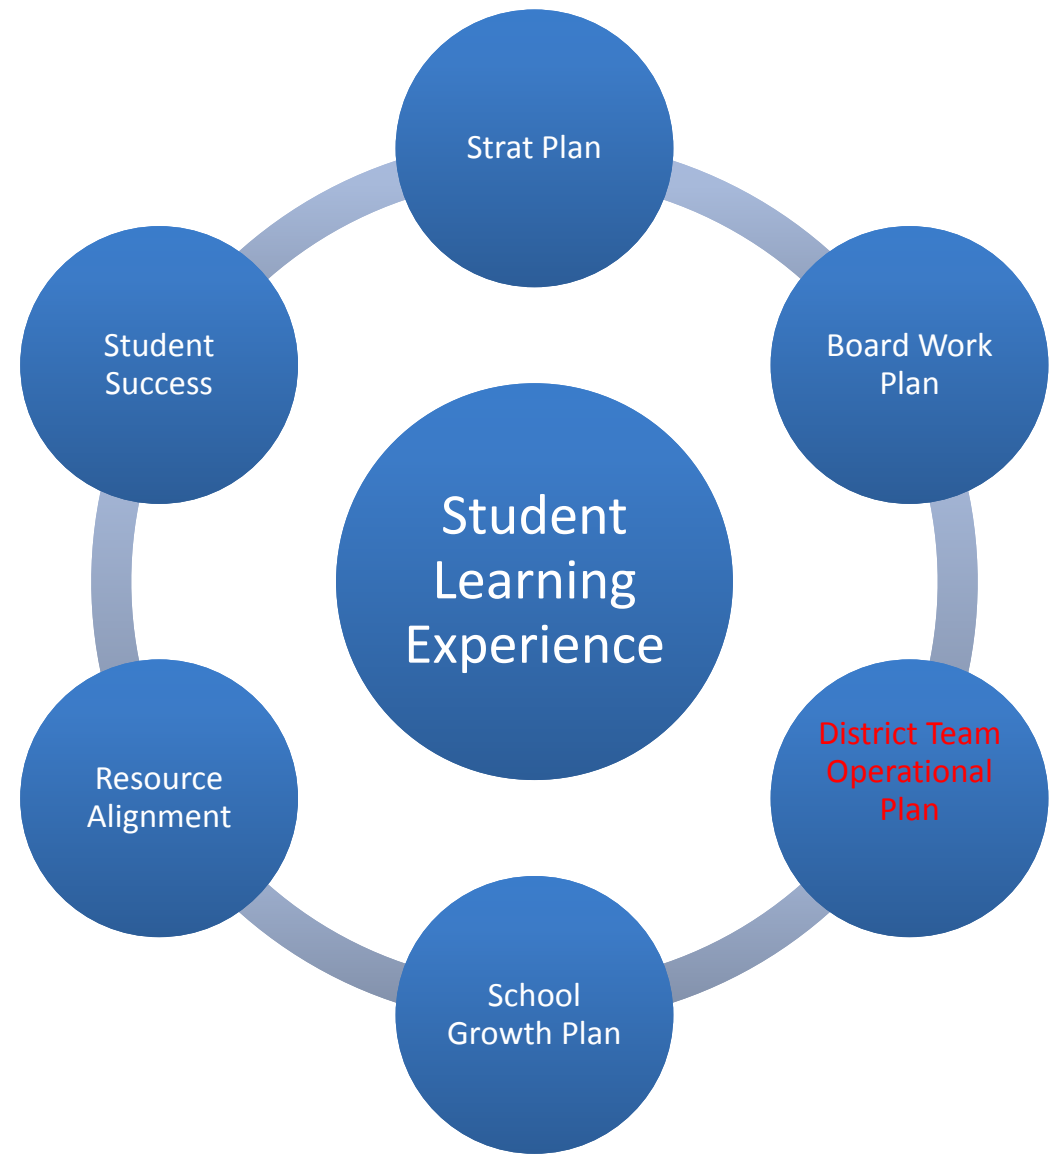 Strat Plan
Board Work
Plan
District Team
Operational
Plan
School
Growth Plan
Resource
Alignment
Student
Success
Student
Learning
Experience